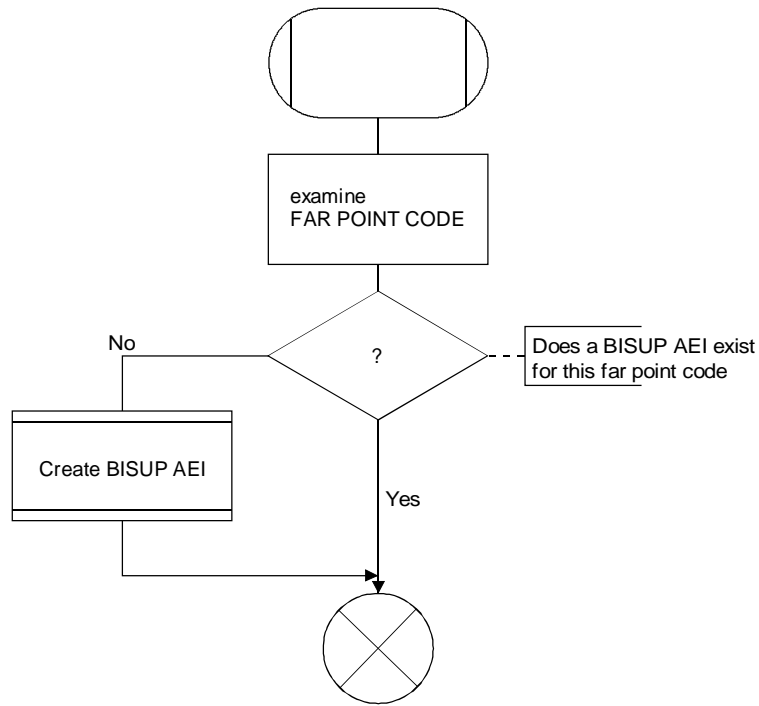 examine
FAR POINT CODE
?
Does a BISUP AEI exist
for this far point code
No
Create BISUP AEI
Yes